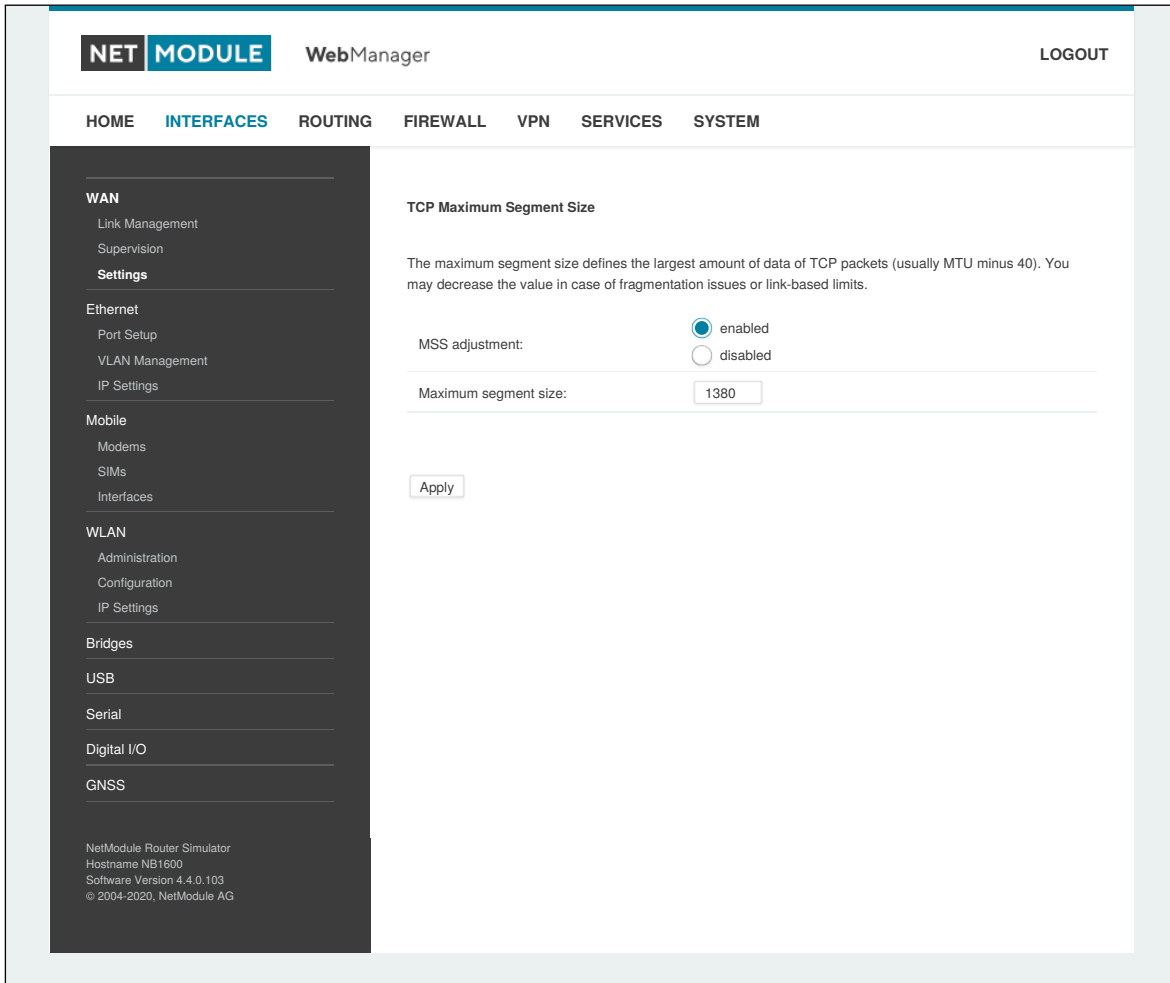 NET MODULE WebManager LOGOUT
HOME INTERFACES ROUTING FIREWALL VPN SERVICES SYSTEM
WAN
Link Management
Supervision
Settings
Ethernet
Port Setup
VLAN Management
IP Settings
Mobile
Modems
SIMs
Interfaces
WLAN
Administration
Configuration
IP Settings
Bridges
USB
Serial
Digital I/O
GNSS
NetModule Router Simulator
Hostname NB1600
Software Version 4.4.0.103
© 2004-2020, NetModule AG
TCP Maximum Segment Size
The maximum segment size defines the largest amount of data of TCP packets (usually MTU minus 40). You
may decrease the value in case of fragmentation issues or link-based limits.
MSS adjustment:
enabled
disabled
Maximum segment size: 1380
Apply